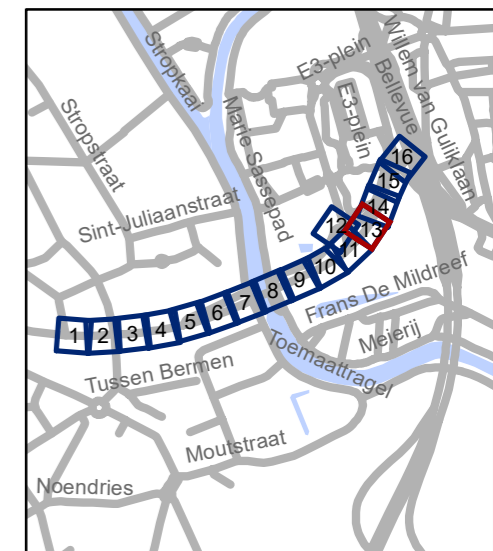 Willem van Guliklaan
Bellevue
E3-plein
E3-plein
Stropkaai
Marie Sassepad
Stropstraat
Sint-Juliaanstraat
16
15
14
13
12
11
10
9
8
7
6
5
4
3
2
1
Frans De Mildreef
Meierij
Toemaattragel
Tussen Bermen
Moutstraat
Noendries